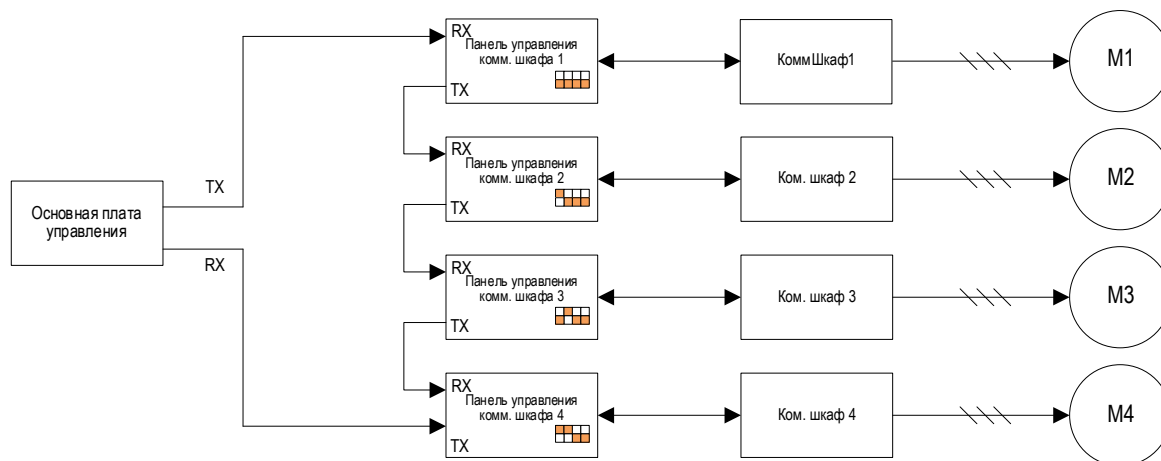 Основная плата
управления
TX
RX
RX
Панель управления
комм. шкафа 1
TX
КоммШкаф1
M1
RX
Панель управления
комм. шкафа 2
TX
Ком. шкаф 2
M2
RX
Панель управления
комм. шкафа 3
TX
Ком. шкаф 3
M3
RX
Панель управления
комм. шкафа 4
TX
Ком. шкаф 4
M4